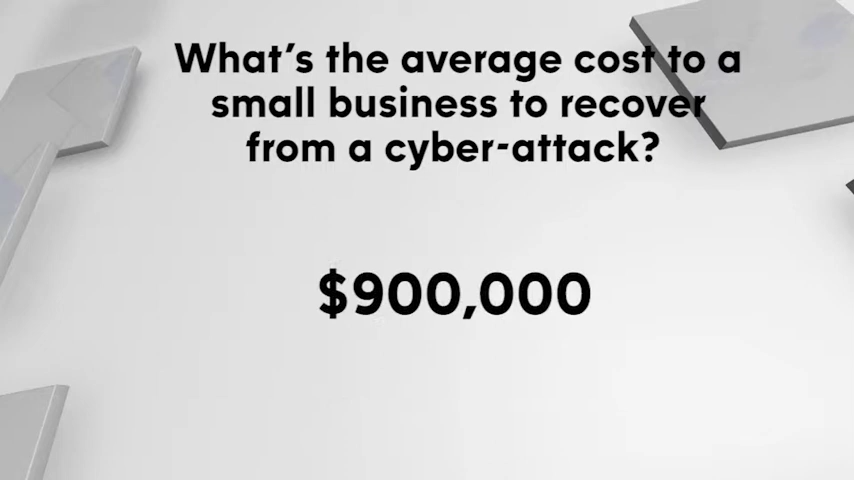 What's the average cost to a
small business to recover
from a cyber-attack?
$900,000